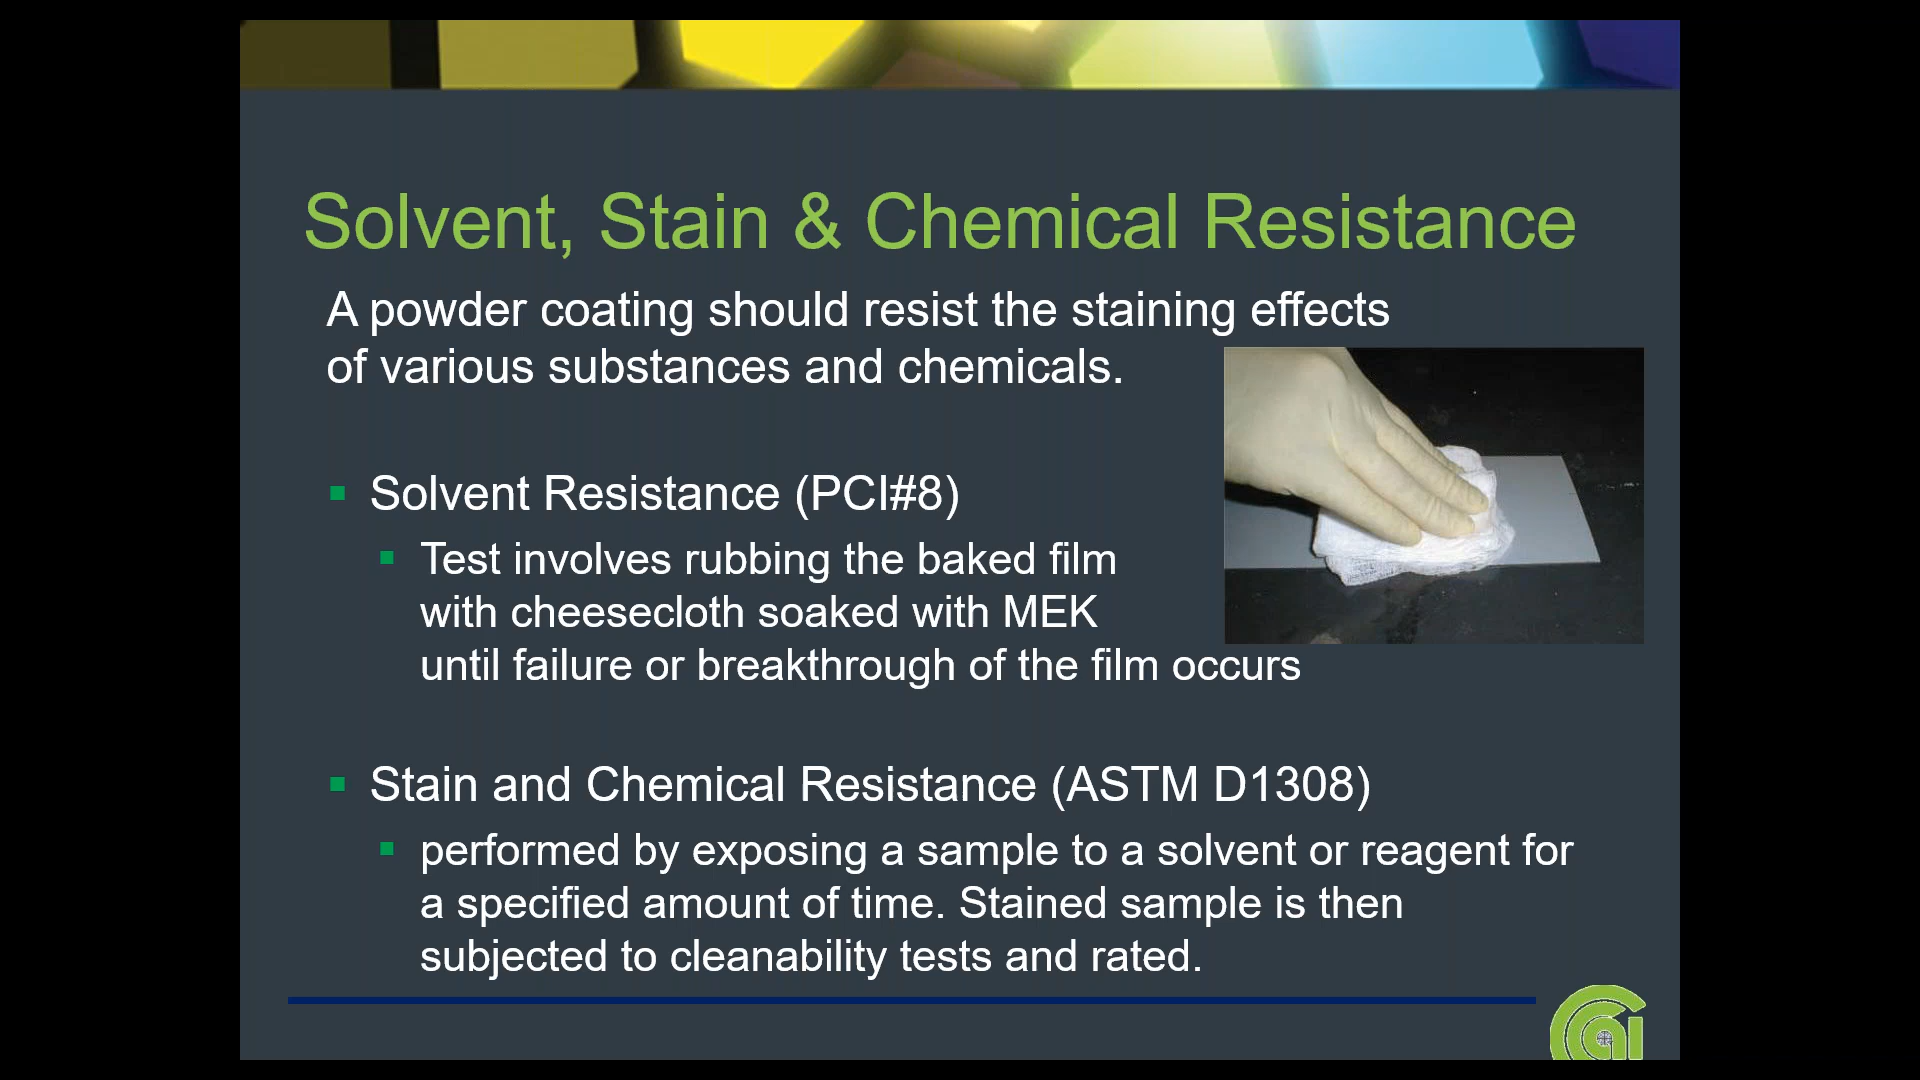 Solvent, Stain & Chemical Resistance
A powder coating should resist the staining effects
of various substances and chemicals.
Solvent Resistance (PCI#8)
Test involves rubbing the baked film
with cheesecloth soaked with MEK
until failure or breakthrough of the film occurs
Stain and Chemical Resistance (ASTM D1308)
performed by exposing a sample to a solvent or reagent for
a specified amount of time. Stained sample is then
subjected to cleanability tests and rated.
CCAI